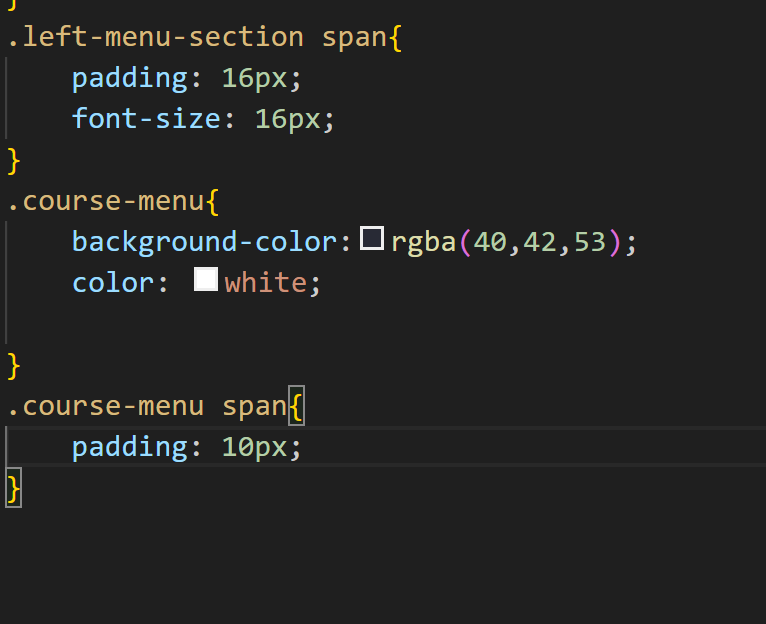 }
.left-menu-section span{
    padding: 16px;
    font-size: 16px;
}
.course-menu{
    background-color:rgba(40,42,53);
    color: white;
}
.course-menu span{
    padding: 10px;
}